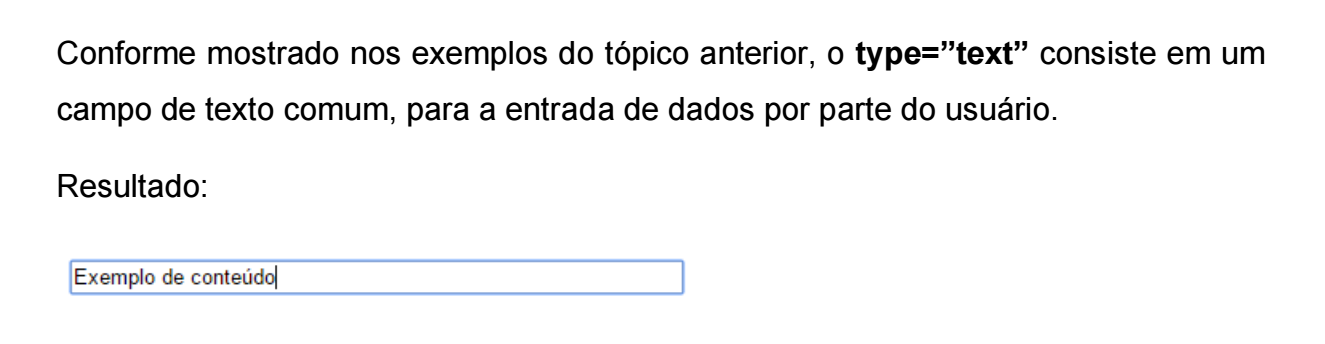 Conforme mostrado nos exemplos do tópico anterior, o type=”text” consiste em um
campo de texto comum, para a entrada de dados por parte do usuário.
Resultado:
Exemplo de conteúdo